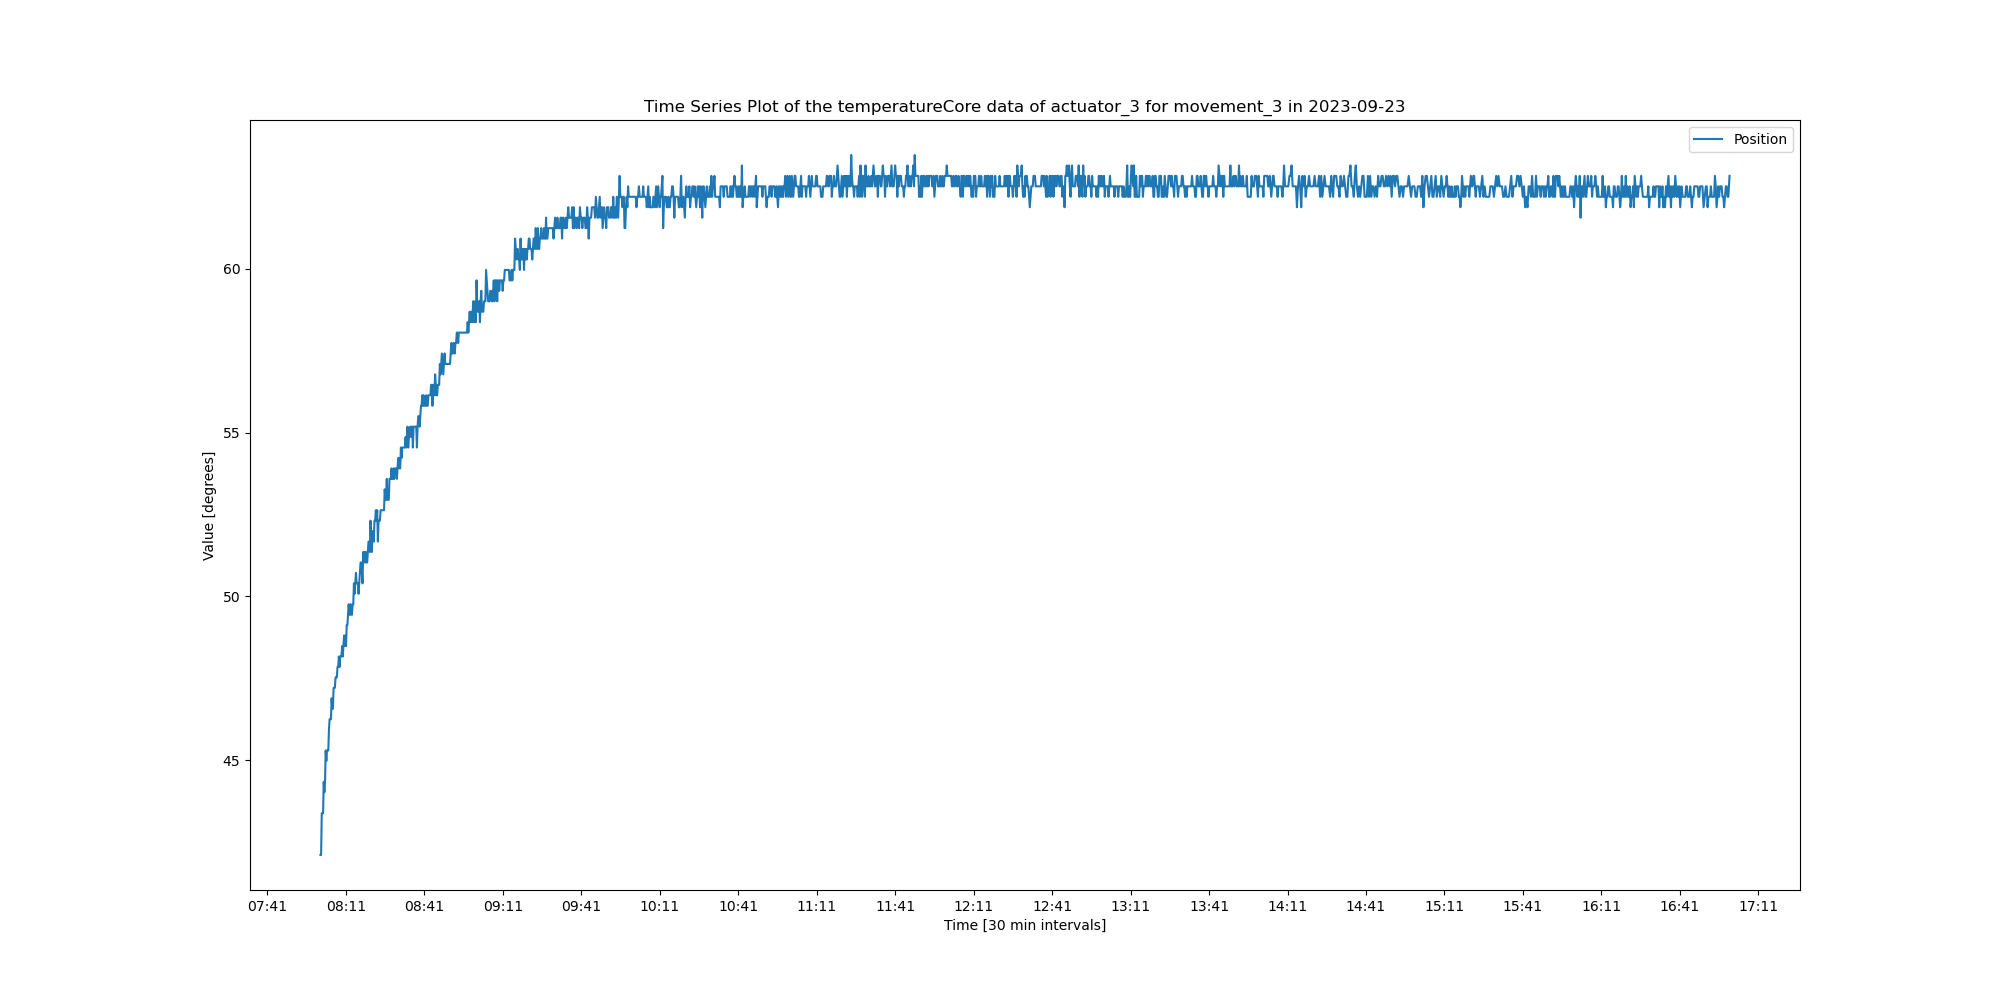 Time Series Plot of the temperatureCore data of actuator_3 for movement_3 in 2023-09-23
Position
Value [degrees]
60
55
50
45
07:41 08:11 08:41 09:11 09:41 10:11 10:41 11:11 11:41 12:11 12:41 13:11 13:41 14:11 14:41 15:11 15:41 16:11 16:41 17:11
Time [30 min intervals]